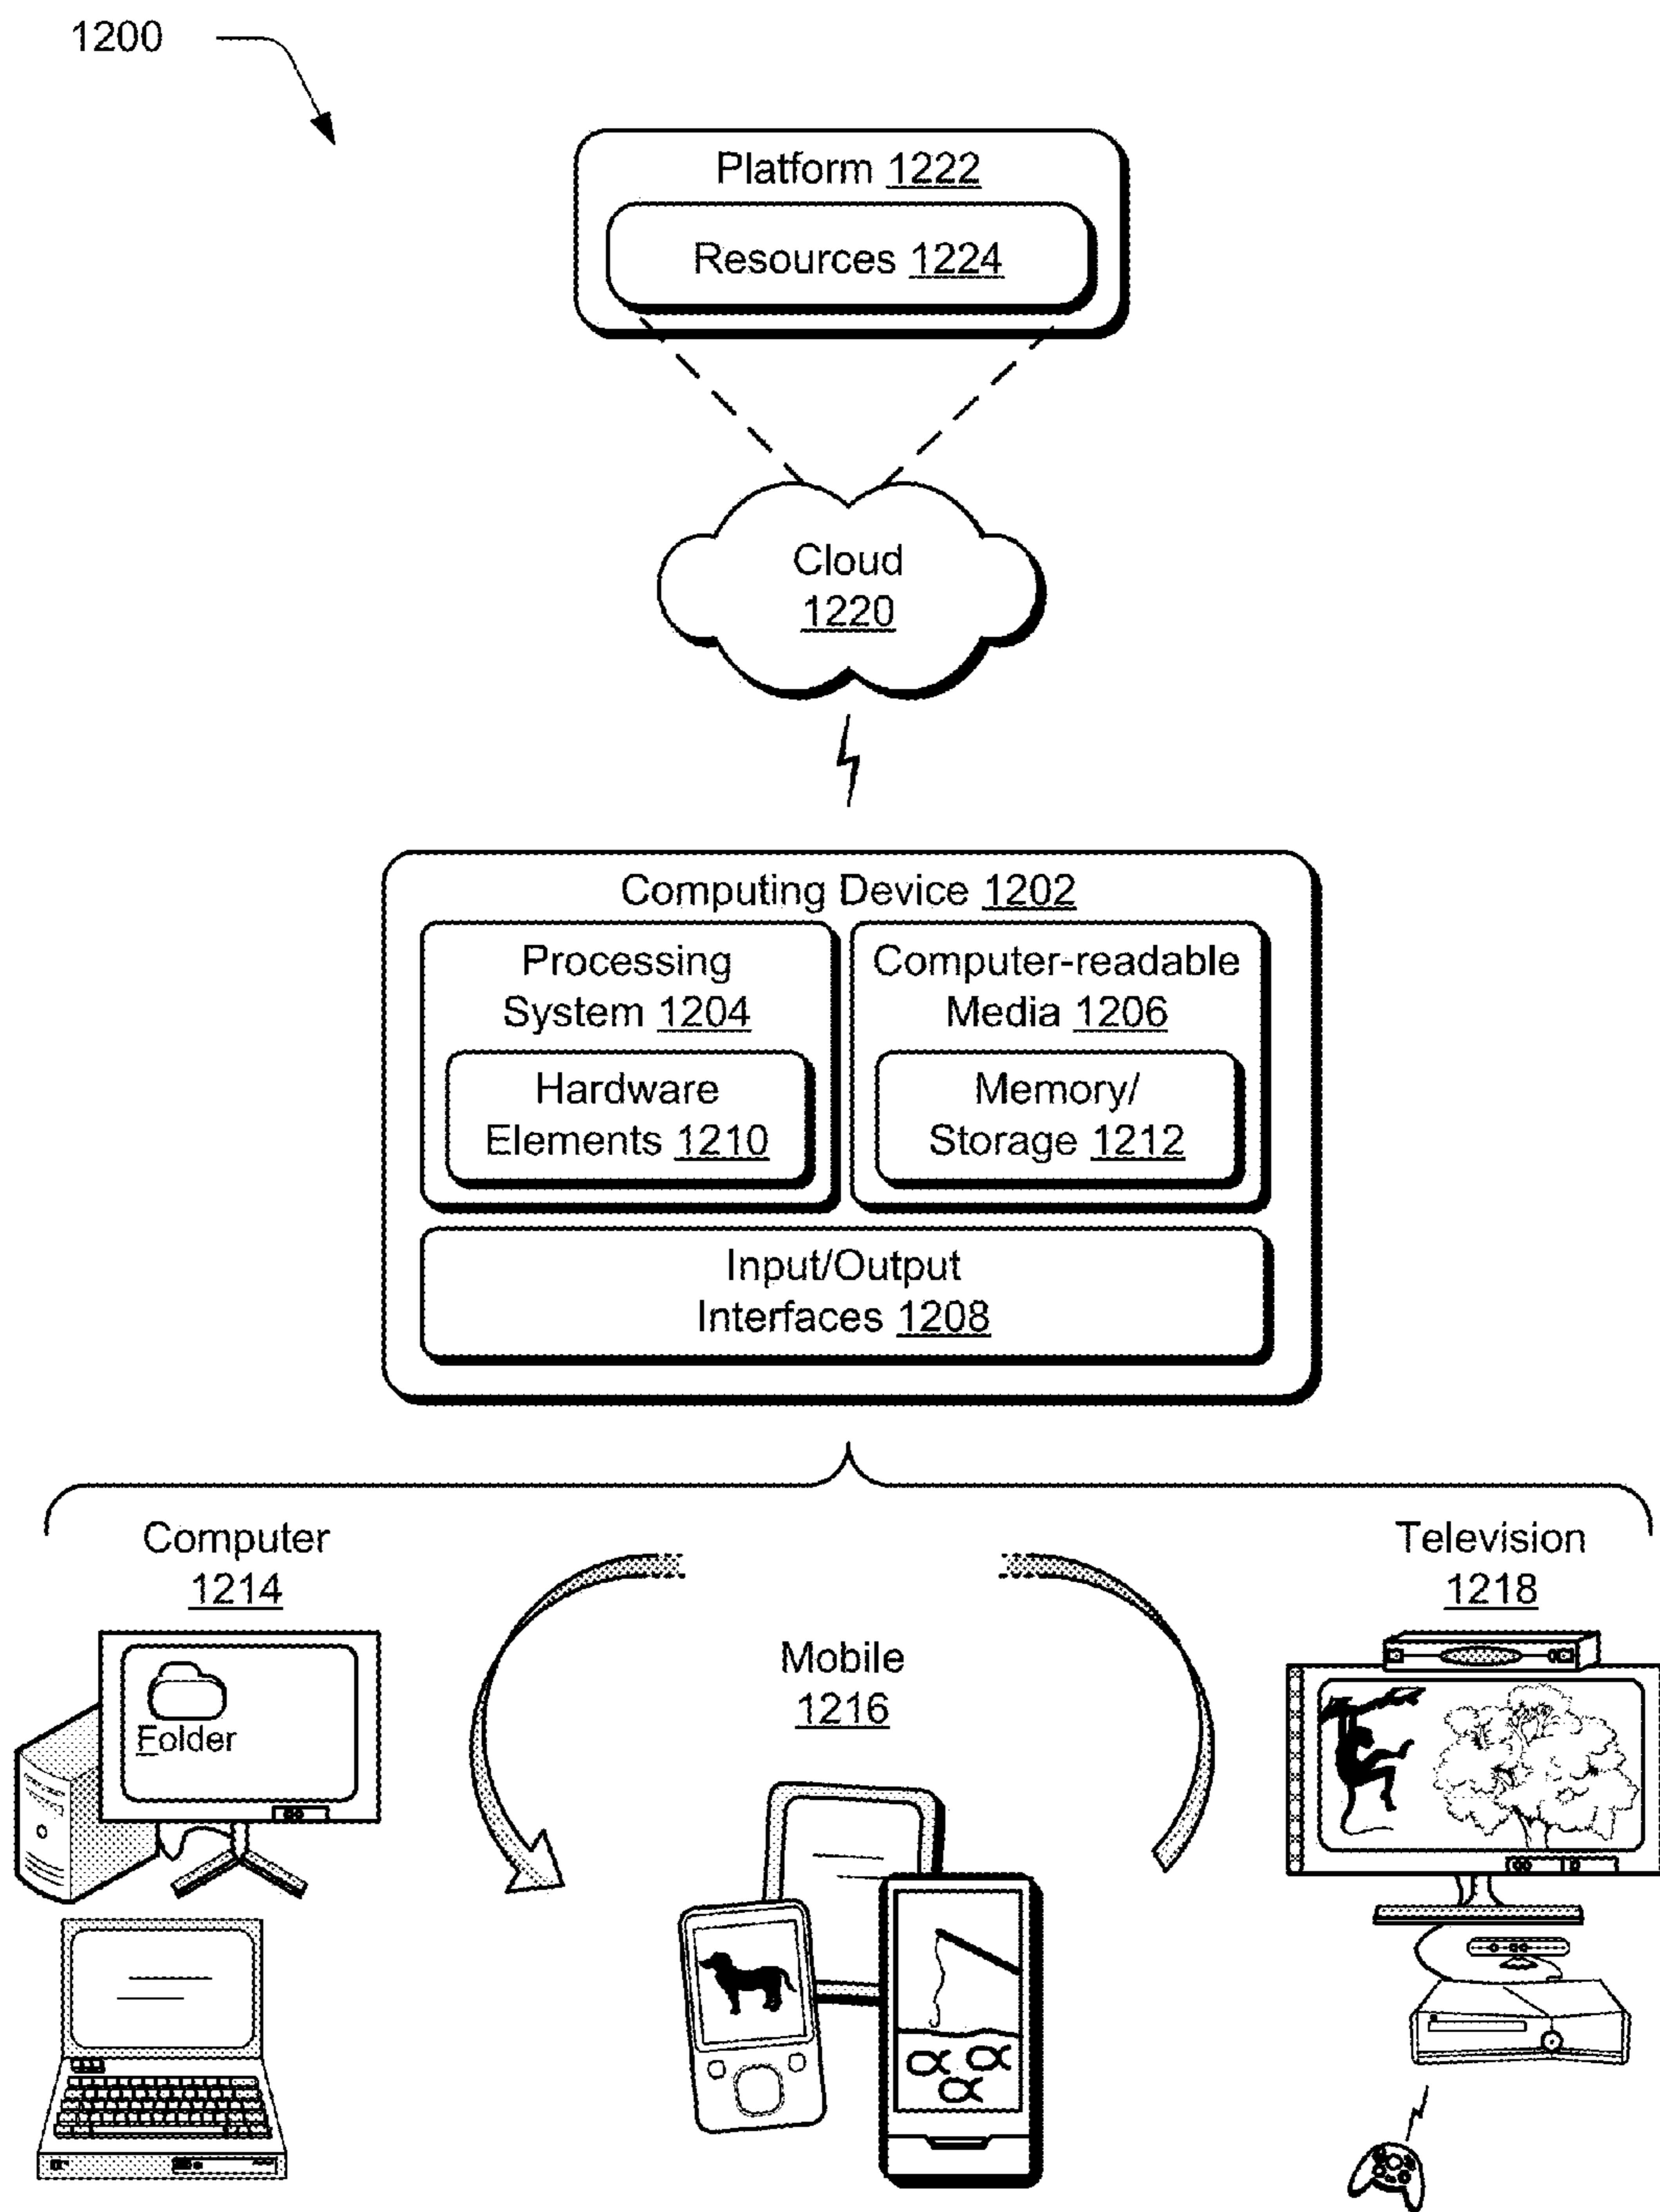 1200
Platform 1222
Resources 1224
Cloud
1220
Computing Device 1202
Processing
System 1204
Hardware
Elements 1210
Computer-readable
Media 1206
Memory/
Storage 1212
Input/Output
Interfaces 1208
Computer
1214
Folder
Mobile
1216
Television
1218